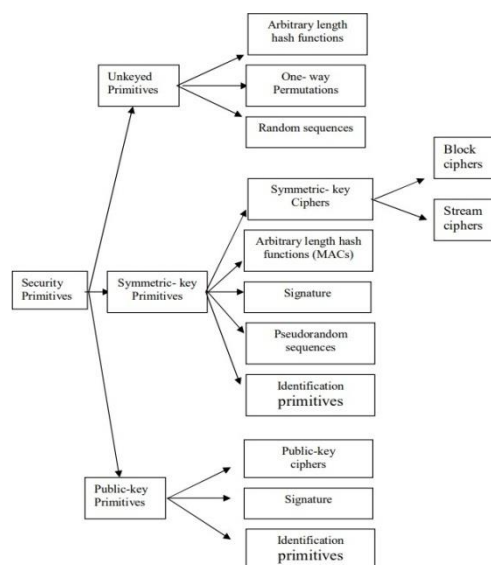 Arbitrary length
hash functions
Unkeyed
Primitives
One- way
Permutations
Random sequences
Block
ciphers
Symmetric- key
Ciphers
Stream
ciphers
Arbitrary length hash
functions (MACs)
Security
Primitives
Symmetric- key
Primitives
Signature
Pseudorandom
sequences
Identification
primitives
Public-key
ciphers
Public-key
Primitives
Signature
Identification
primitives